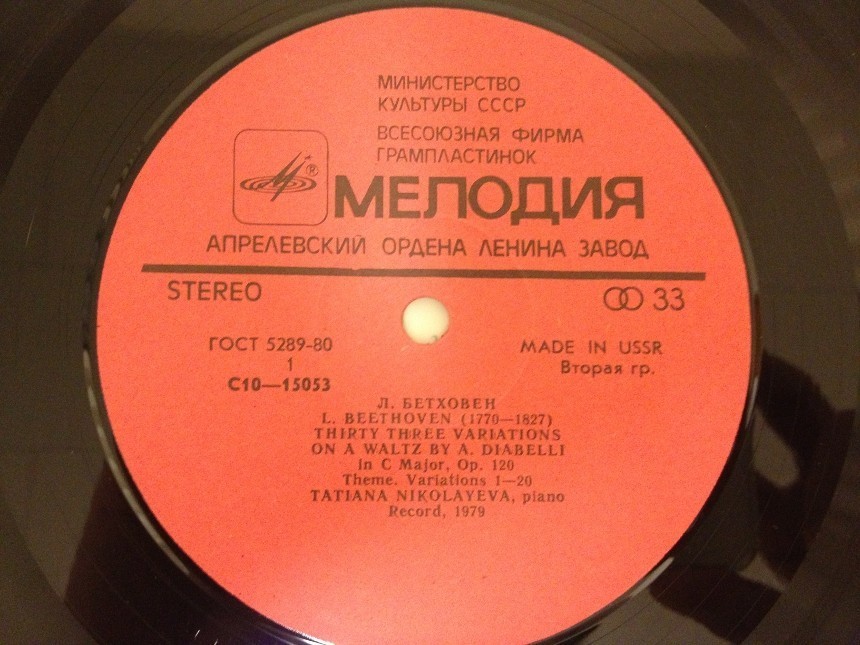 МИНИСТЕРСТВО
КУЛЬТУРЫ СССР
ВСЕСОЮЗНАЯ ФИРМА
ГРАМПЛАСТИНОК
® МЕЛОДИЯ
АПРЕЛЕВСКИЙ ОРДЕНА ЛЕНИНА ЗАВОД
STEREO
33
ГОСТ 5289-80
1
С10—15053
MADE IN USSR
Вторая гр.
Л. БЕТХОВЕН
L. BEETHOVEN (1770—1827)
THIRTY THREE VARIATIONS
ON A WALTZ BY A. DIABELLI
in C Major, Op. 120
Theme. Variations 1—20
TATIANA NIKOLAYEVA, piano
Record, 1979